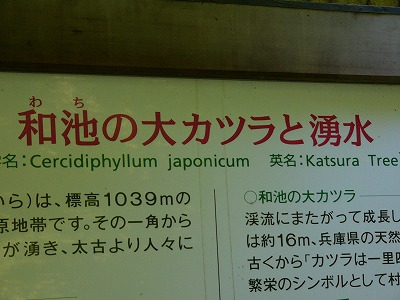 わち
和池の大カツラと湧水
名：Cercidiphyllum japonicum 英名：Katsura Tree
いら）は、標高1039mの
原地帯です。その一角から
が湧き、太古より人々に
○和池の大カツラ
渓流にまたがって成長し
は約16m、兵庫県の天然
古くから「カツラは一里四
繁栄のシンボルとして村